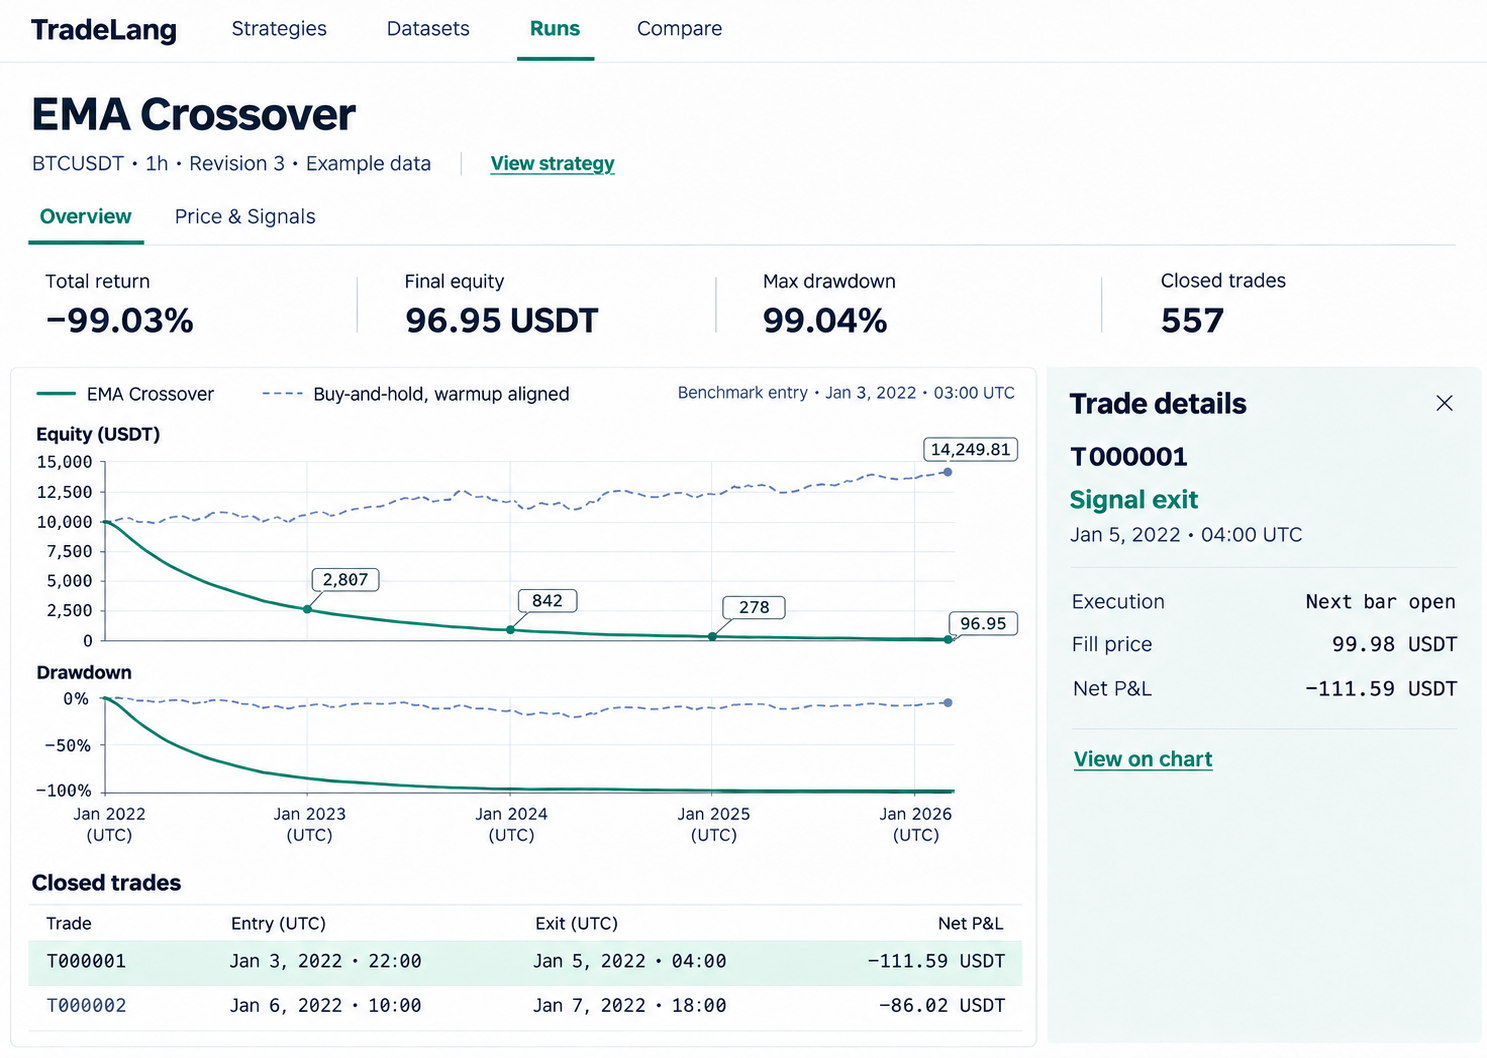 TradeLang Strategies Datasets Runs Compare
EMA Crossover
BTCUSDT • 1h • Revision 3 • Example data View strategy
Overview Price & Signals
Total return Final equity Max drawdown Closed trades
−99.03% 96.95 USDT 99.04% 557
EMA Crossover Buy-and-hold, warmup aligned Benchmark entry • Jan 3, 2022 • 03:00 UTC
Equity (USDT)
14,249.81
15,000
12,500
10,000
7,500
5,000
2,500
0
2,807
842
278
96.95
Drawdown
0%
−50%
−100%
Jan 2022 Jan 2023 Jan 2024 Jan 2025 Jan 2026
(UTC) (UTC) (UTC) (UTC) (UTC)
Closed trades
Trade Entry (UTC) Exit (UTC) Net P&L
T000001 Jan 3, 2022 • 22:00 Jan 5, 2022 • 04:00 −111.59 USDT
T000002 Jan 6, 2022 • 10:00 Jan 7, 2022 • 18:00 −86.02 USDT
Trade details
T000001
Signal exit
Jan 5, 2022 • 04:00 UTC
Execution Next bar open
Fill price 99.98 USDT
Net P&L −111.59 USDT
View on chart